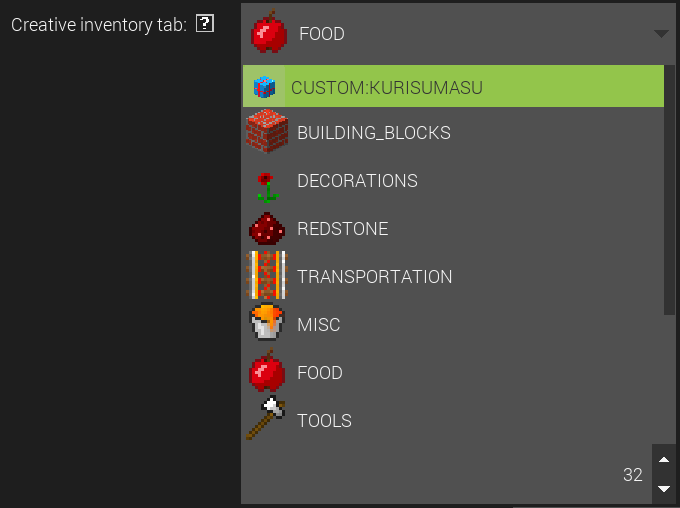 Creative inventory tab: [?]
FOOD
CUSTOM:KURISUMASU
BUILDING_BLOCKS
DECORATIONS
REDSTONE
TRANSPORTATION
MISC
FOOD
TOOLS
32